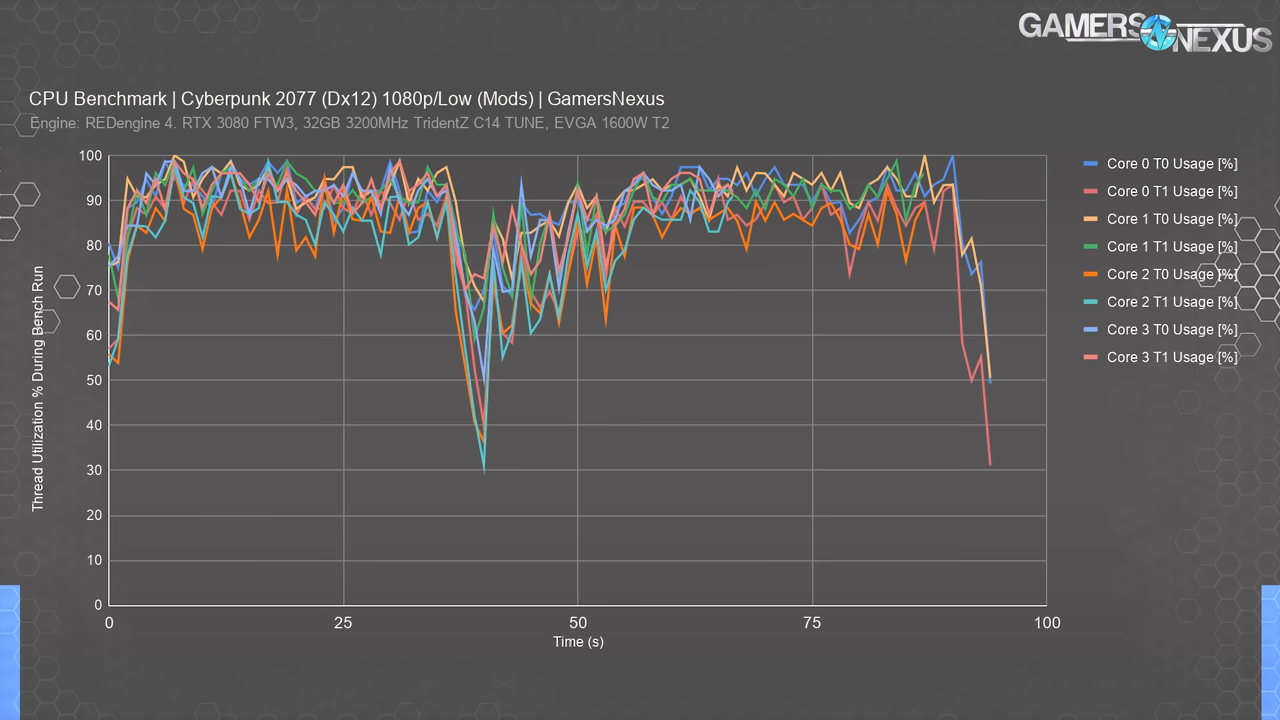 GAMERS NEXUS
CPU Benchmark | Cyberpunk 2077 (Dx12) 1080p/Low (Mods) | GamersNexus
Engine: REDengine 4. RTX 3080 FTW3, 32GB 3200MHz TridentZ C14 TUNE, EVGA 1600W T2
Thread Utilization % During Bench Run
100
90
80
70
60
50
40
30
20
10
0
0 25 50 75 100
Time (s)
Core 0 T0 Usage [%]
Core 0 T1 Usage [%]
Core 1 T0 Usage [%]
Core 1 T1 Usage [%]
Core 2 T0 Usage [%]
Core 2 T1 Usage [%]
Core 3 T0 Usage [%]
Core 3 T1 Usage [%]